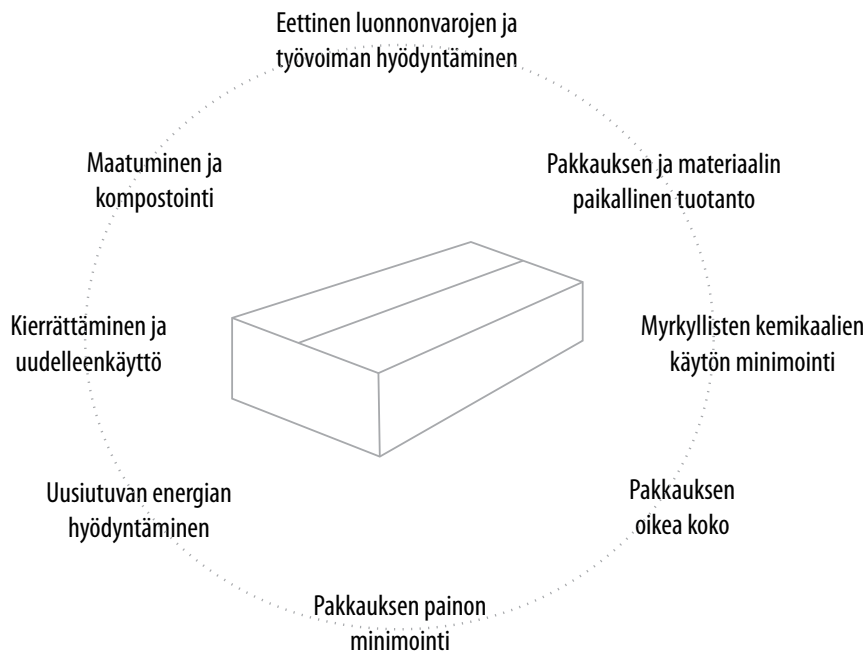 Eettinen luonnonvarojen ja
työvoiman hyödyntäminen
Pakkauksen ja materiaalin
paikallinen tuotanto
Myrkyllisten kemikaalien
käytön minimointi
Pakkauksen
oikea koko
Pakkauksen painon
minimointi
Uusiutuvan energian
hyödyntäminen
Kierrättäminen ja
uudelleenkäyttö
Maatuminen ja
kompostointi